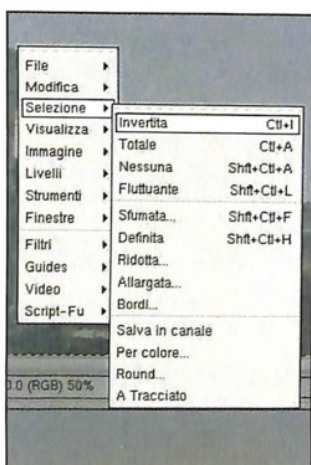 File
Modifica
Selezione
Visualizza
Immagine
Livelli
Strumenti
Finestre
Filtri
Guides
Video
Script-Fu
Invertita Ctl+I
Totale Ctl+A
Nessuna Shft+Ctl+A
Fluttuante Shft+Ctl+L
Sfumata... Shft+Ctl+F
Definita Shft+Ctl+H
Ridotta...
Allargata...
Bordi...
Salva in canale
Per colore...
Round...
A Tracciato
0.0 (RGB) 50%